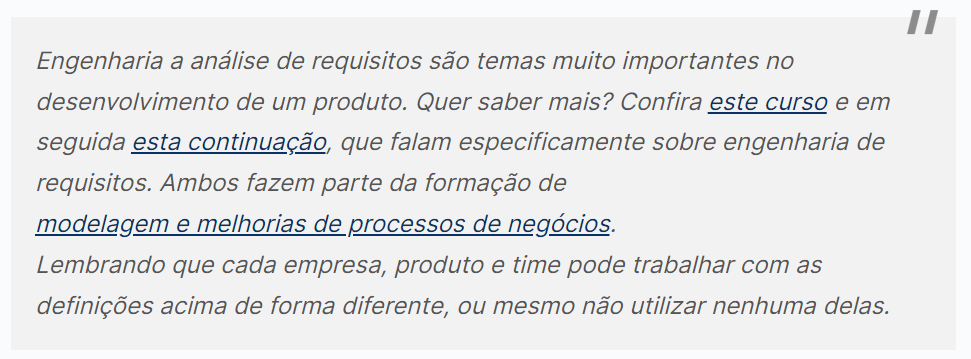 Engenharia a análise de requisitos são temas muito importantes no
desenvolvimento de um produto. Quer saber mais? Confira este curso e em
seguida esta continuação, que falam especificamente sobre engenharia de
requisitos. Ambos fazem parte da formação de
modelagem e melhorias de processos de negócios.
Lembrando que cada empresa, produto e time pode trabalhar com as
definições acima de forma diferente, ou mesmo não utilizar nenhuma delas.